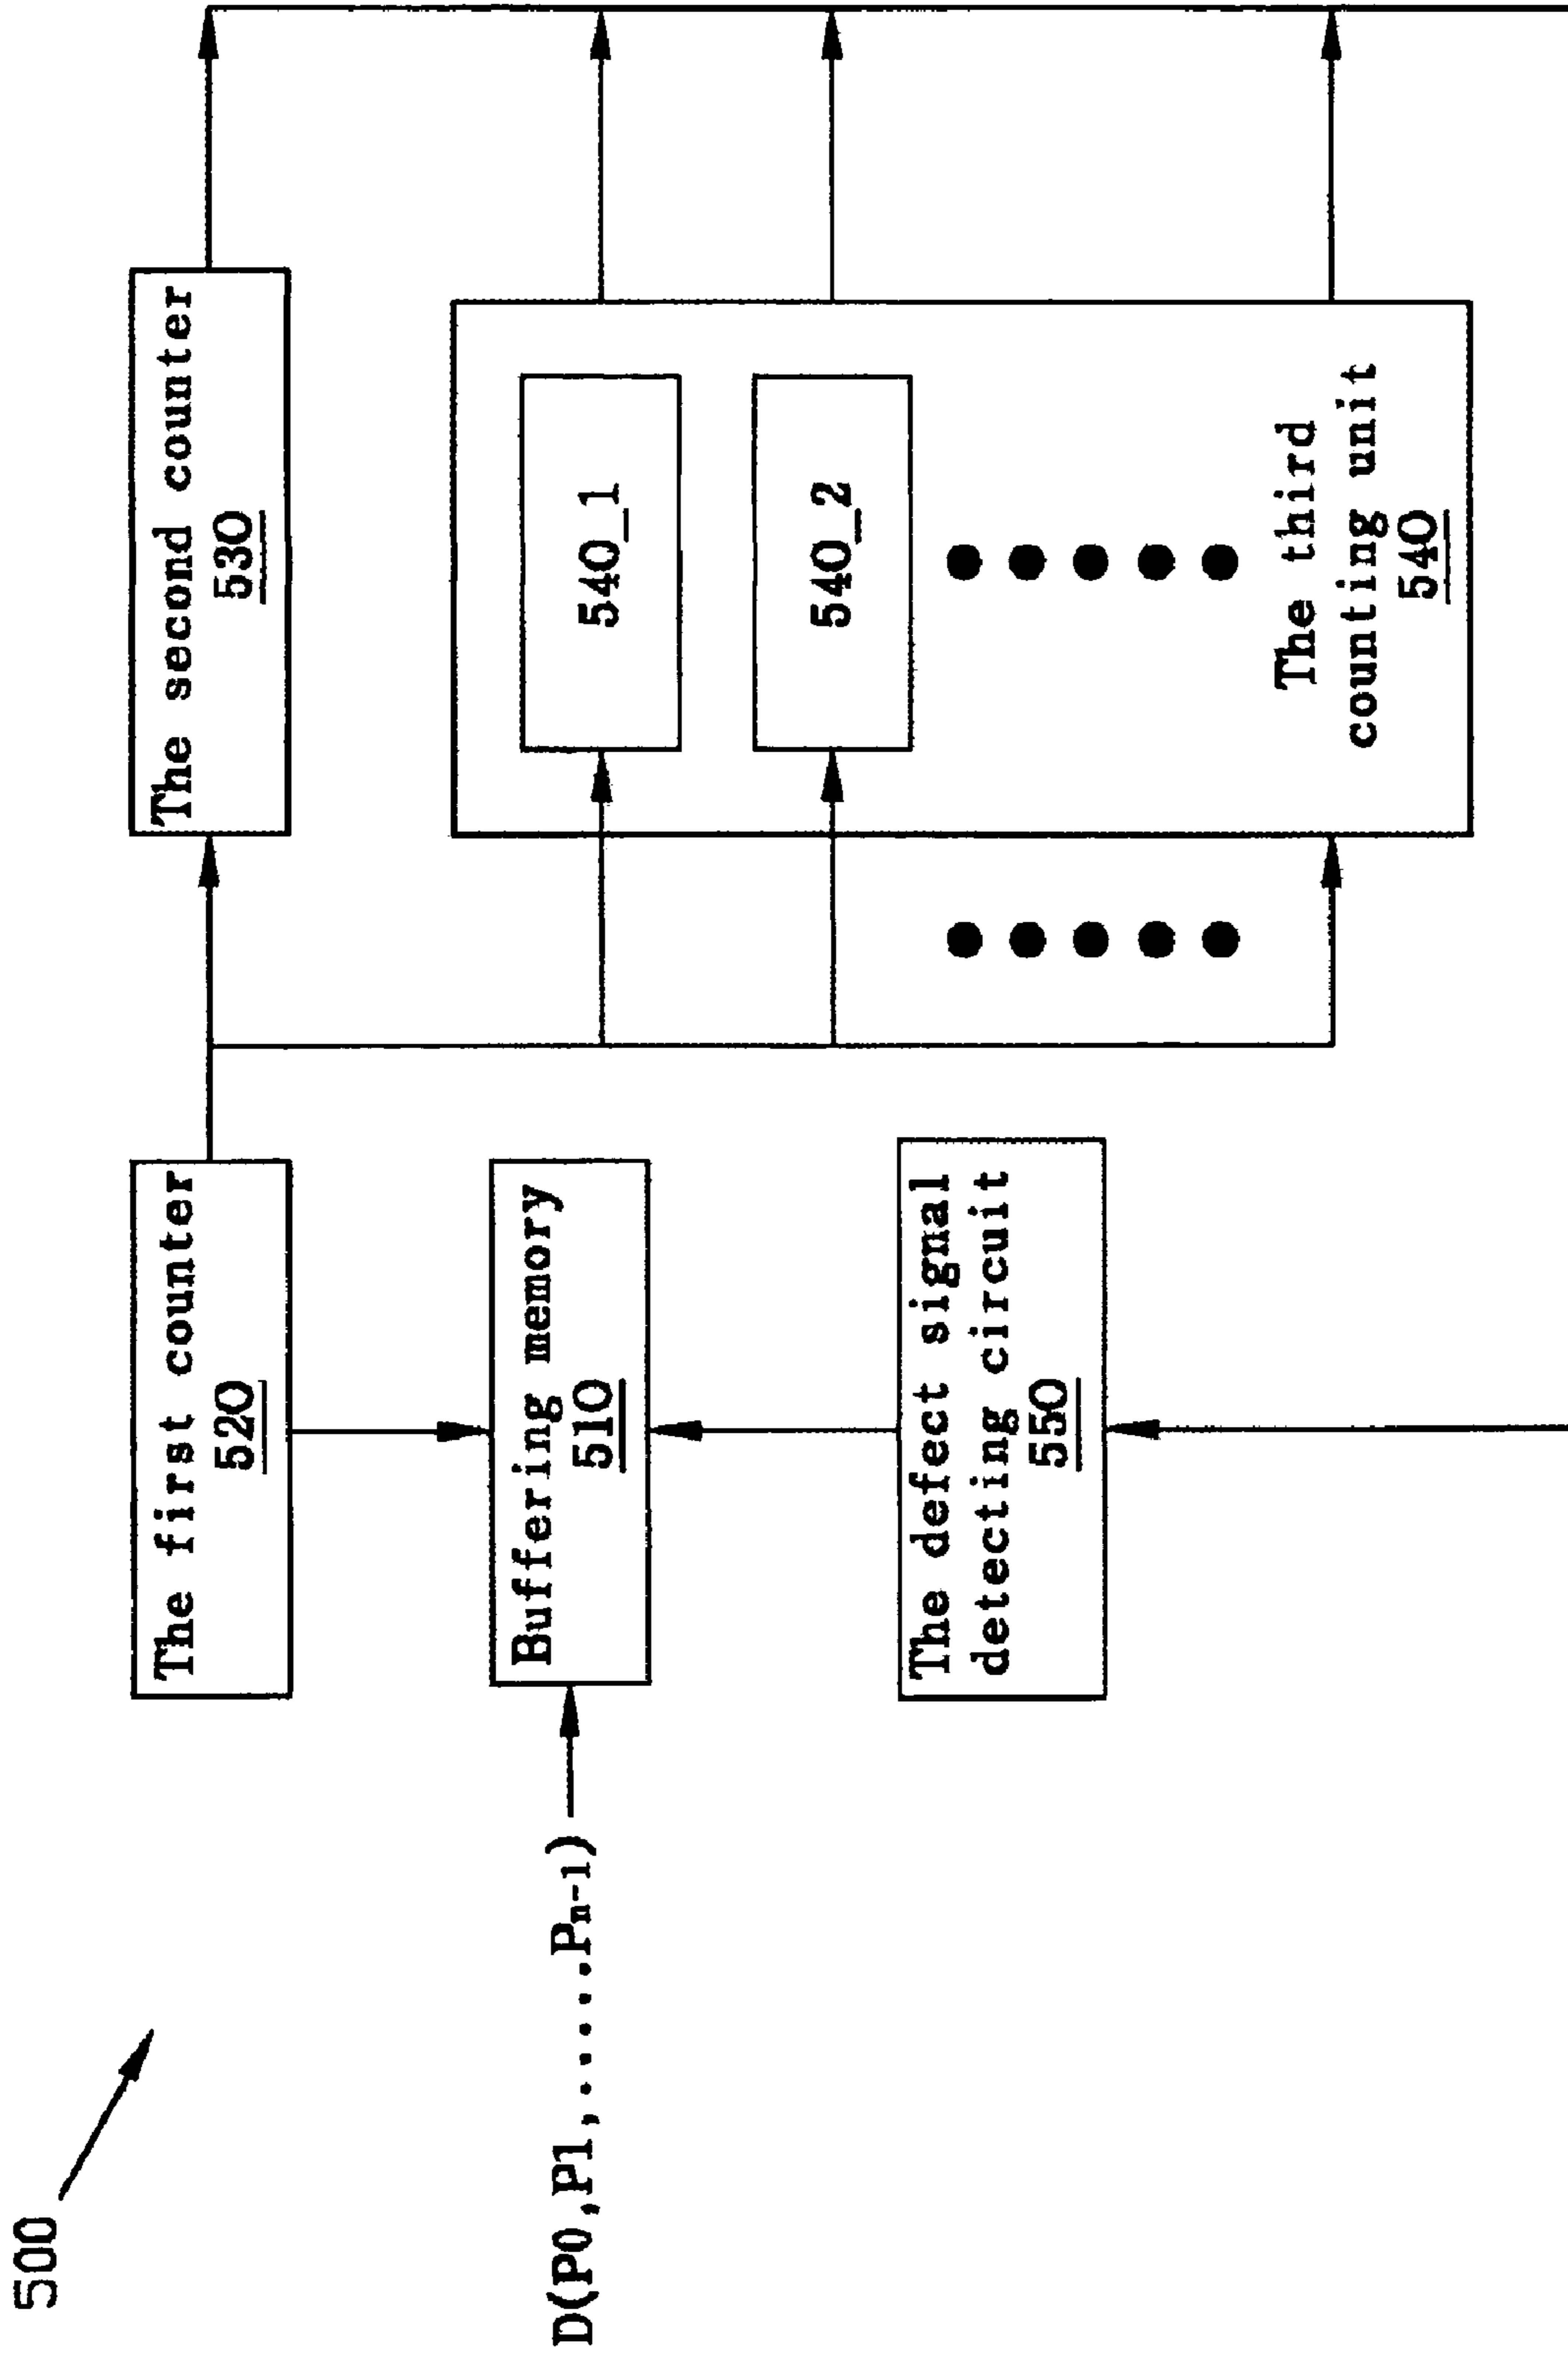 500
The first counter
520
The second counter
530
D(P0,P1,......Pn-1)
Buffering memory
510
540_1
540_2
The defect signal
detecting circuit
550
The third
counting unit
540